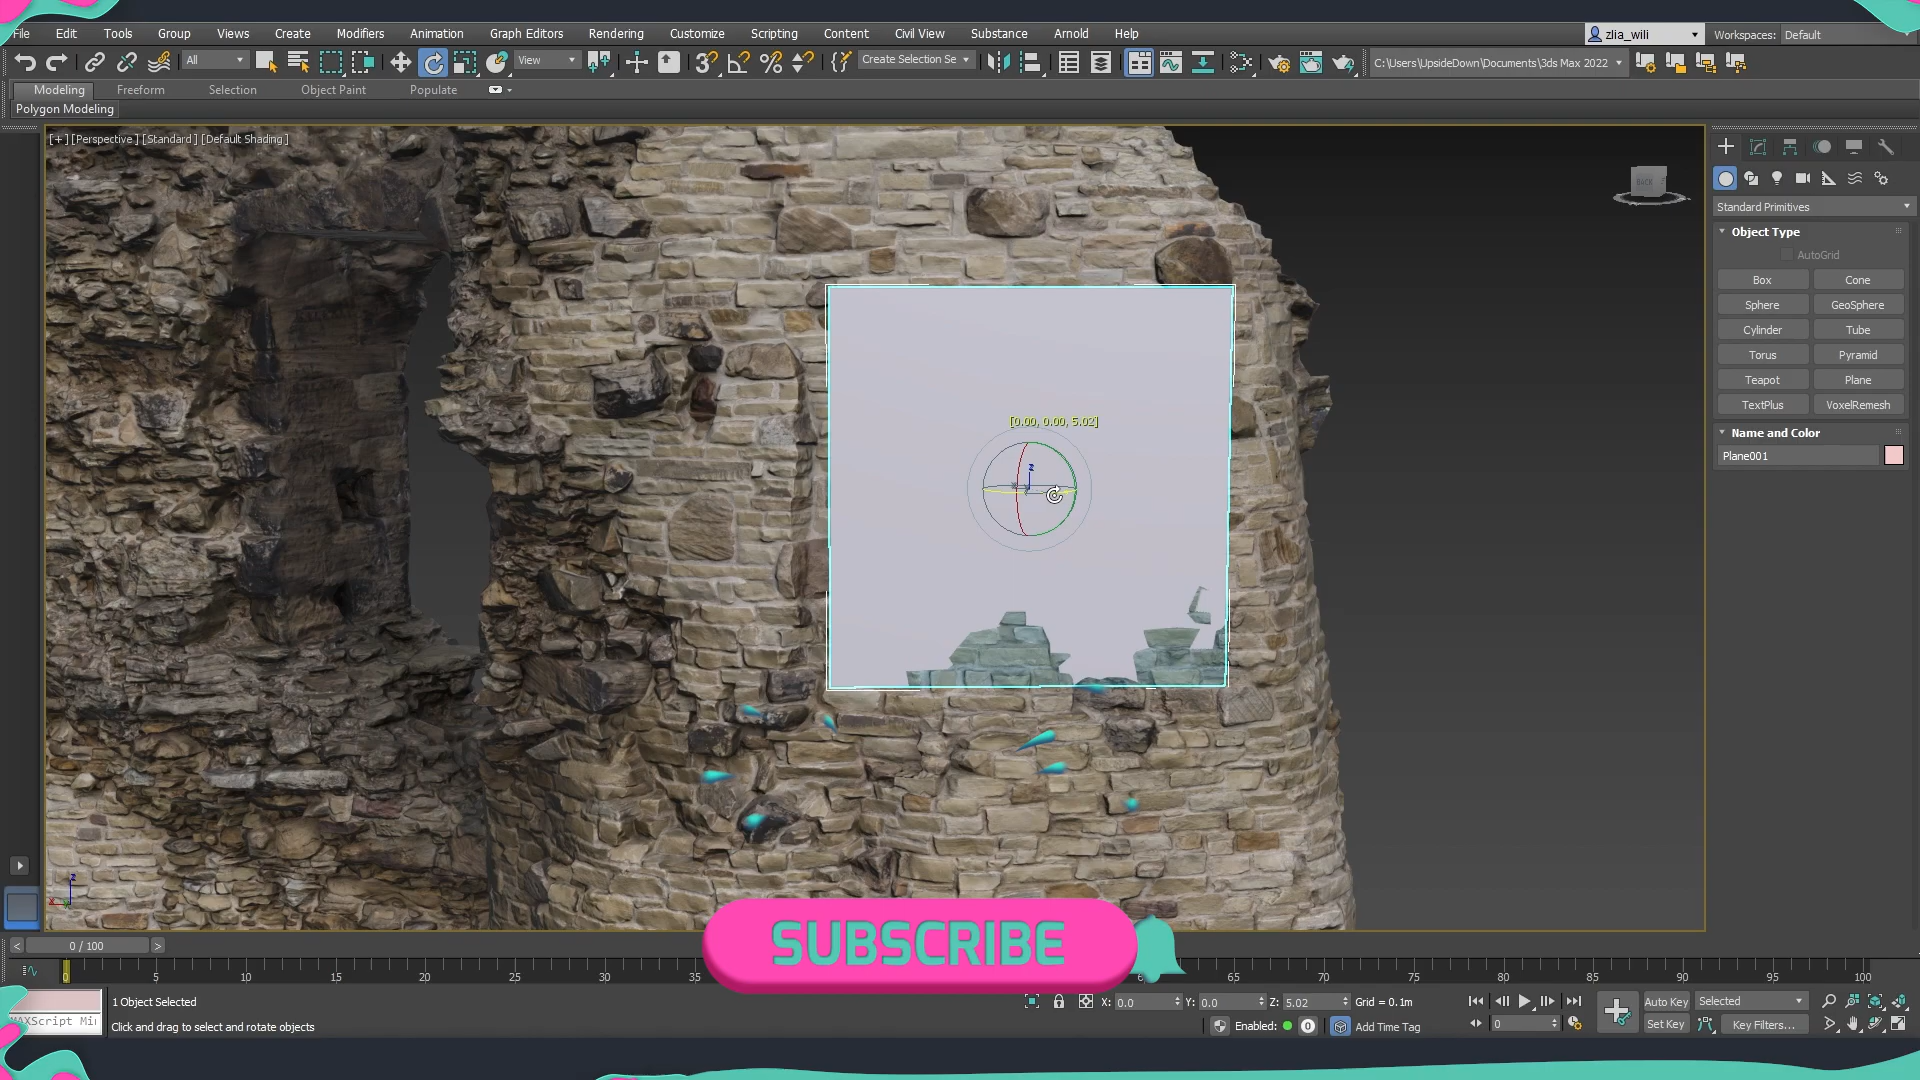 File Edit Tools Group Views Create Modifiers Animation Graph Editors Rendering Customize Scripting Content Civil View Substance Arnold Help
zlia_wili Workspaces: Default
All View Create Selection Se C:\Users\UpsideDown\Documents\3ds Max 2022
Modeling Freeform Selection Object Paint Populate
Polygon Modeling
[+] [Perspective] [Standard] [Default Shading]
BACK
Standard Primitives
Object Type
AutoGrid
Box Cone
Sphere GeoSphere
Cylinder Tube
Torus Pyramid
Teapot Plane
TextPlus VoxelRemesh
Name and Color
Plane001
[0.00, 0.00, 5.02]
z
z
x
SUBSCRIBE
< 0 / 100 >
0 5 10 15 20 25 30 35 65 70 75 80 85 90 95 100
1 Object Selected X: 0.0 Y: 0.0 Z: 5.02 Grid = 0.1m Auto Key Selected
MAXScript Mi Click and drag to select and rotate objects Enabled: 0 Add Time Tag 0 Set Key Key Filters...